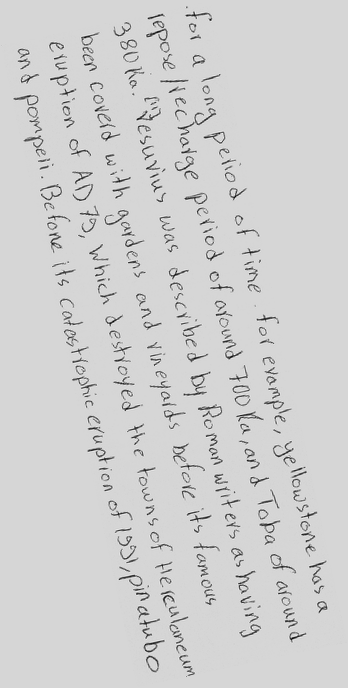 .for a long period of time. for example, yellowstone has a
repose/recharge period of around 700 Ka, and Toba of around
380 Ka. Vesuvius was described by Roman writers as having
been coverd with gardens and vineyards before its famous
eruption of AD 79, which destroyed the towns of Herculaneum
and pompeii. Before its catastrophic eruption of 1991, pinatubo